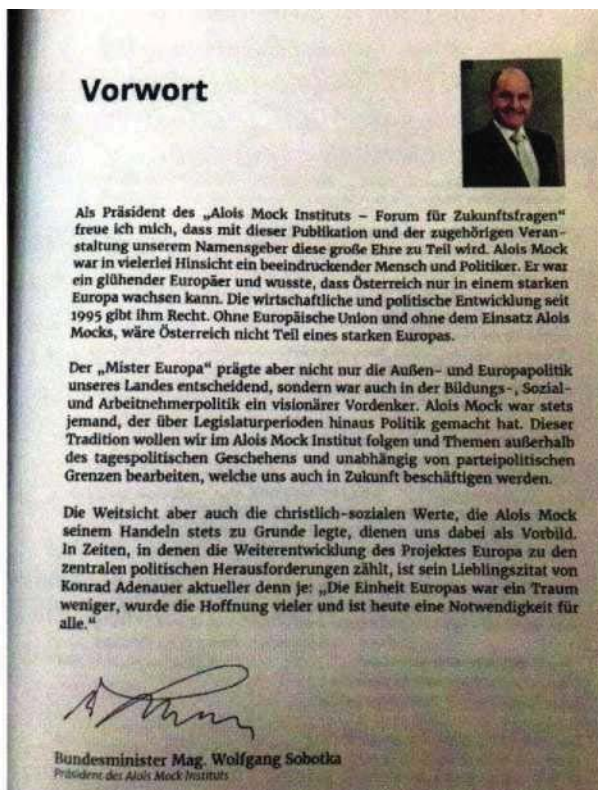 Vorwort
Als Präsident des „Alois Mock Instituts – Forum für Zukunftsfragen“
freue ich mich, dass mit dieser Publikation und der zugehörigen Veran-
staltung unserem Namensgeber diese große Ehre zu Teil wird. Alois Mock
war in vielerlei Hinsicht ein beeindruckender Mensch und Politiker. Er war
ein glühender Europäer und wusste, dass Österreich nur in einem starken
Europa wachsen kann. Die wirtschaftliche und politische Entwicklung seit
1995 gibt ihm Recht. Ohne Europäische Union und ohne dem Einsatz Alois
Mocks, wäre Österreich nicht Teil eines starken Europas.
Der „Mister Europa“ prägte aber nicht nur die Außen- und Europapolitik
unseres Landes entscheidend, sondern war auch in der Bildungs-, Sozial-
und Arbeitnehmerpolitik ein visionärer Vordenker. Alois Mock war stets
jemand, der über Legislaturperioden hinaus Politik gemacht hat. Dieser
Tradition wollen wir im Alois Mock Institut folgen und Themen außerhalb
des tagespolitischen Geschehens und unabhängig von parteipolitischen
Grenzen bearbeiten, welche uns auch in Zukunft beschäftigen werden.
Die Weitsicht aber auch die christlich-sozialen Werte, die Alois Mock
seinem Handeln stets zu Grunde legte, dienen uns dabei als Vorbild.
In Zeiten, in denen die Weiterentwicklung des Projektes Europa zu den
zentralen politischen Herausforderungen zählt, ist sein Lieblingszitat von
Konrad Adenauer aktueller denn je: „Die Einheit Europas war ein Traum
weniger, wurde die Hoffnung vieler und ist heute eine Notwendigkeit für
alle.“
Bundesminister Mag. Wolfgang Sobotka
Präsident des Alois Mock Instituts